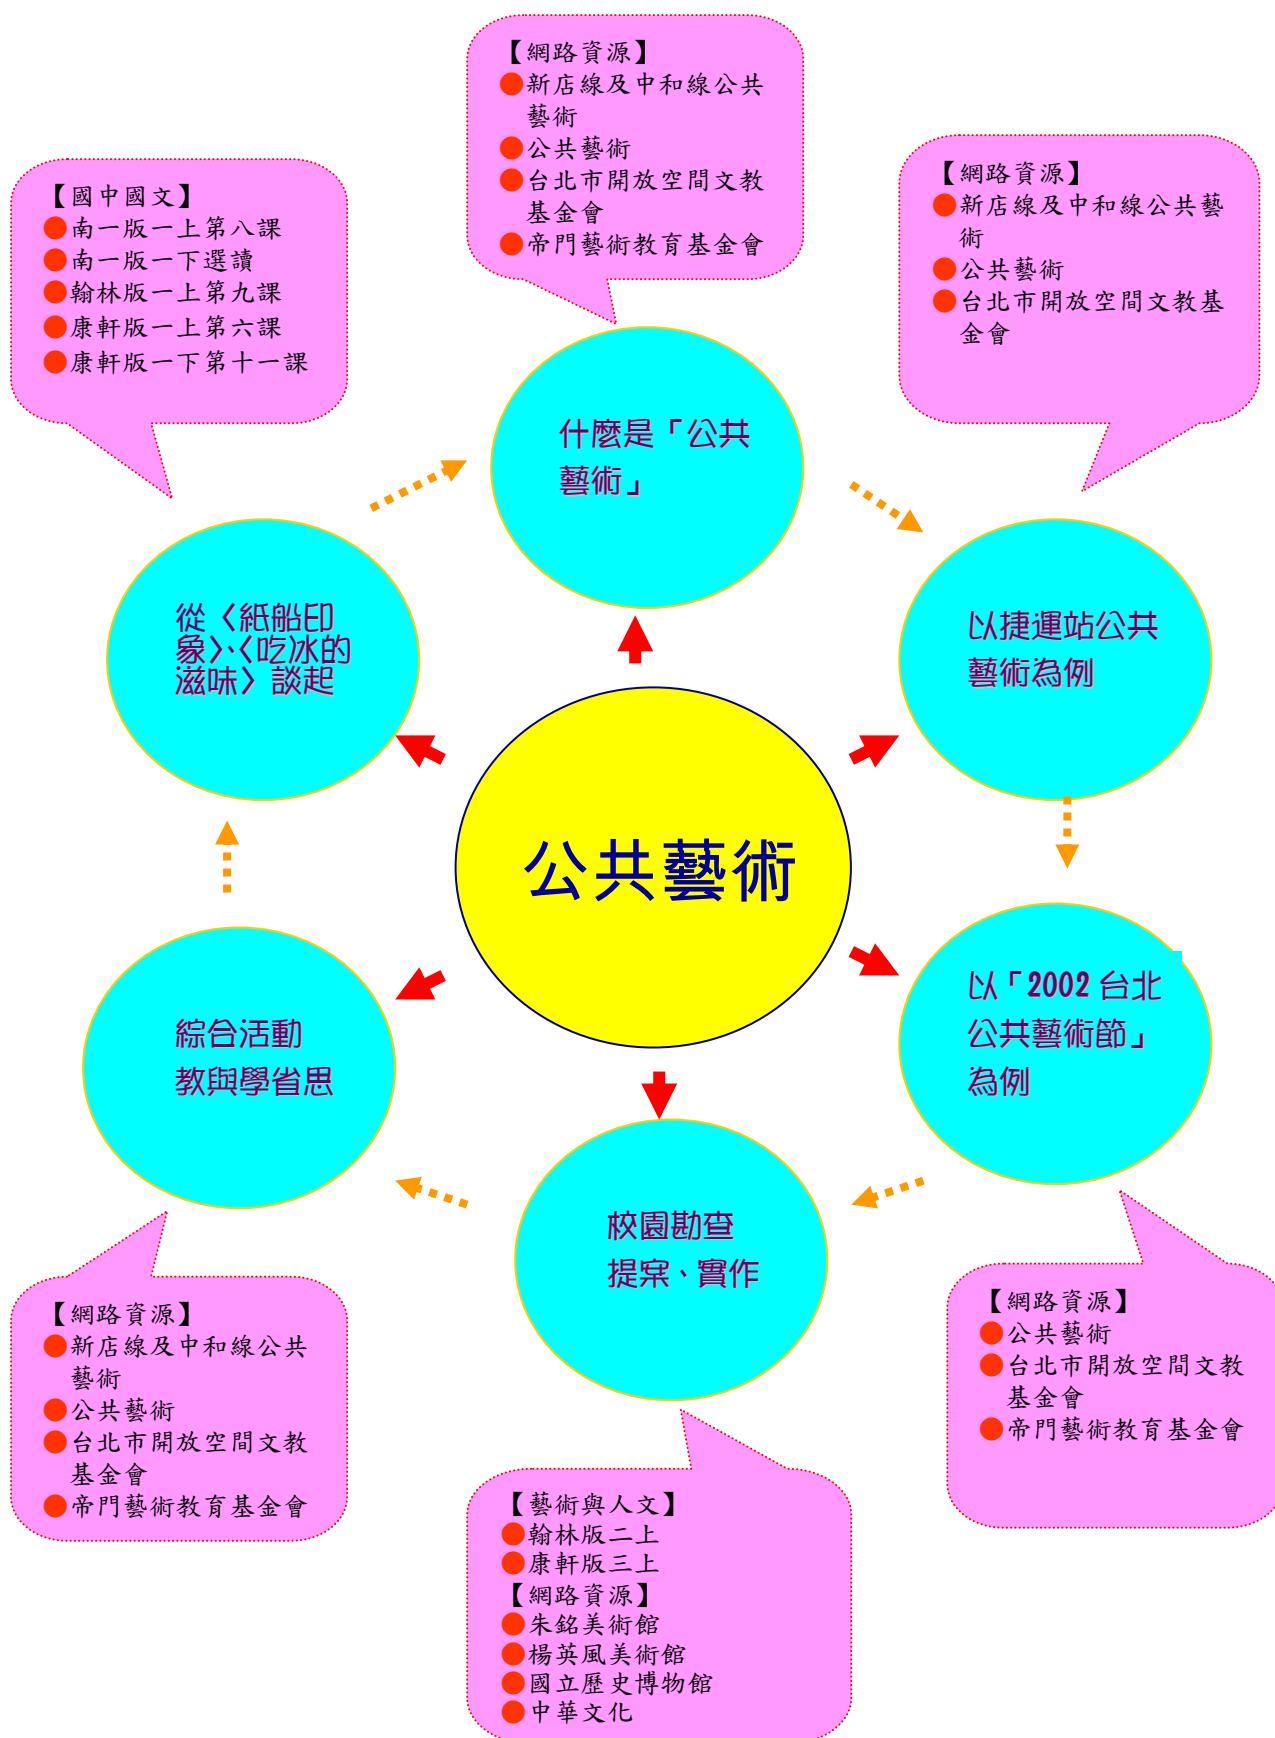 【網路資源】
●新店線及中和線公共
藝術
●公共藝術
●台北市開放空間文教
基金會
●帝門藝術教育基金會
【網路資源】
●新店線及中和線公共藝
術
●公共藝術
●台北市開放空間文教基
金會
【國中國文】
●南一版一上第八課
●南一版一下選讀
●翰林版一上第九課
●康軒版一上第六課
●康軒版一下第十一課
什麼是「公共
藝術」
從〈紙船印
象〉、〈吃冰的
滋味〉談起
以捷運站公共
藝術為例
公共藝術
以「2002 台北
公共藝術節」
為例
綜合活動
教與學省思
校園勘查
提案、實作
【網路資源】
●新店線及中和線公共
藝術
●公共藝術
●台北市開放空間文教
基金會
●帝門藝術教育基金會
【網路資源】
●公共藝術
●台北市開放空間文教
基金會
●帝門藝術教育基金會
【藝術與人文】
●翰林版二上
●康軒版三上
【網路資源】
●朱銘美術館
●楊英風美術館
●國立歷史博物館
●中華文化